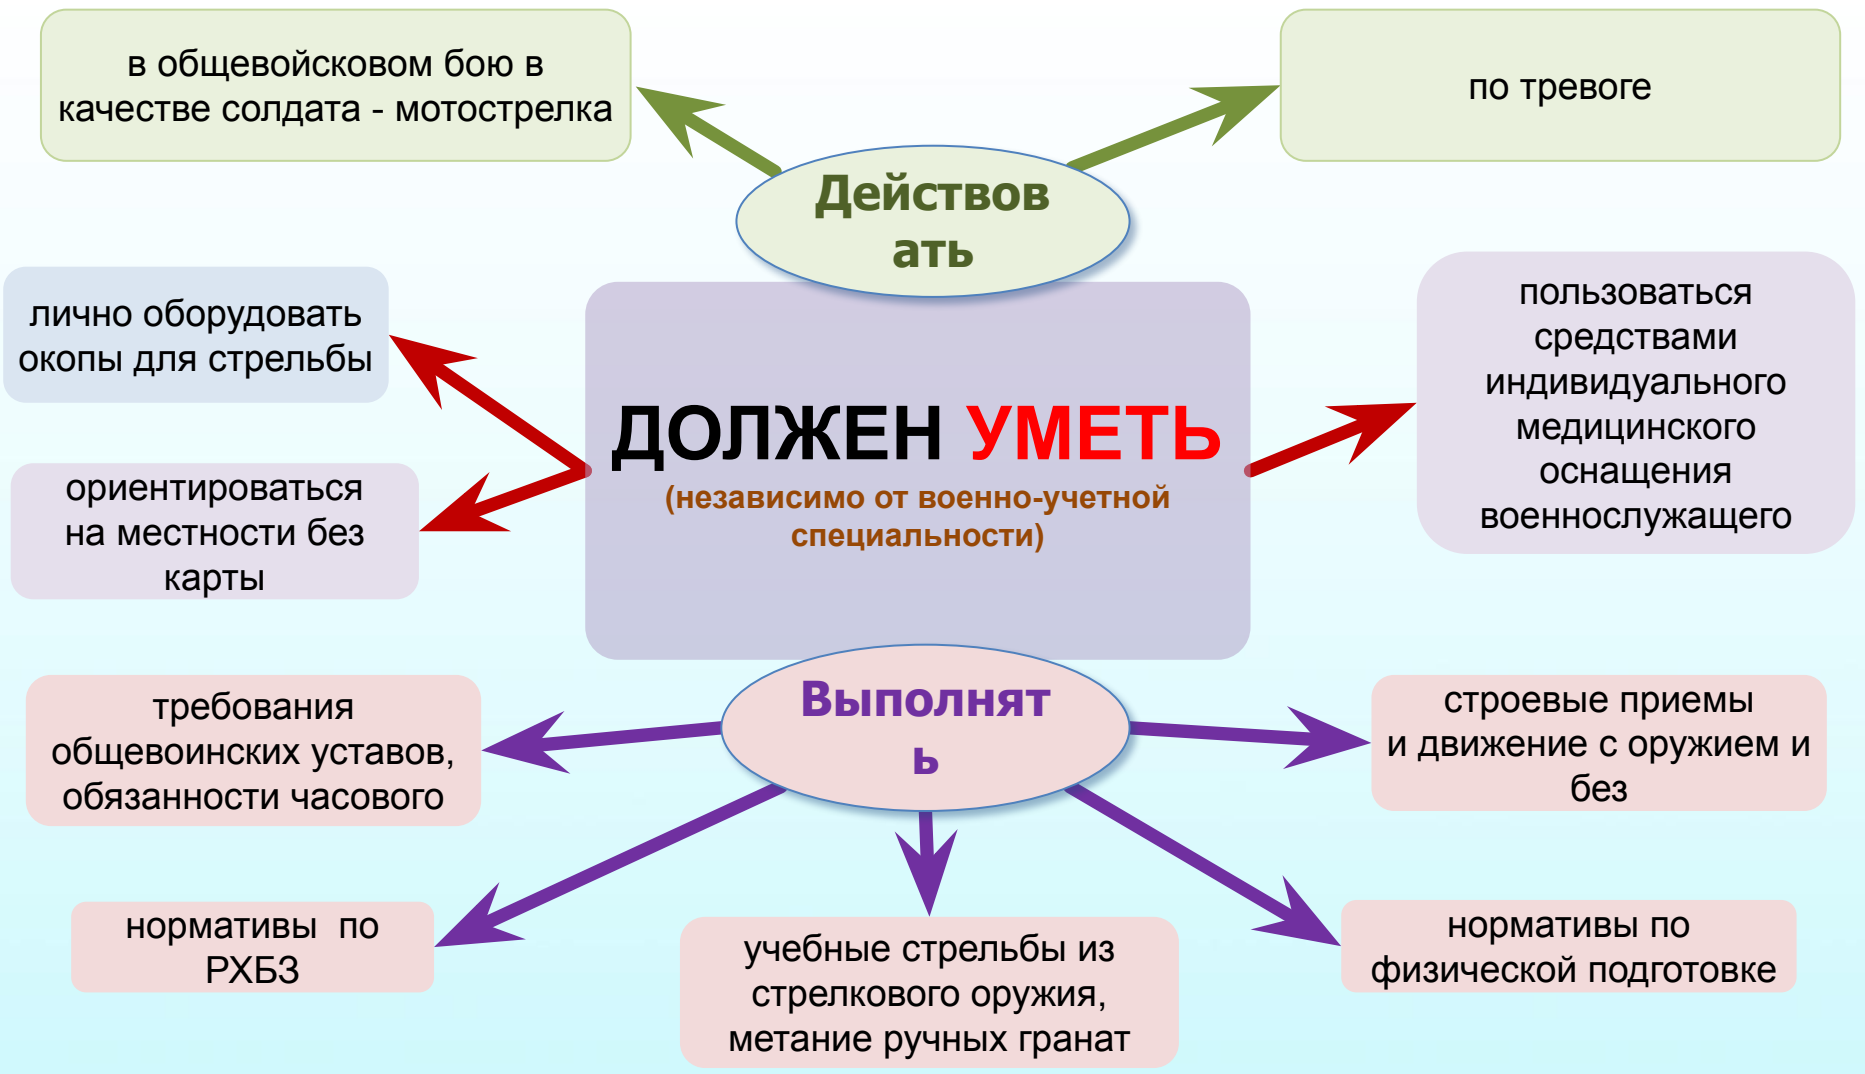 в общевойсковом бою в
качестве солдата - мотострелка
по тревоге
Действов
ать
лично оборудовать
окопы для стрельбы
ориентироваться
на местности без
карты
ДОЛЖЕН УМЕТЬ
(независимо от военно-учетной
специальности)
пользоваться
средствами
индивидуального
медицинского
оснащения
военнослужащего
Выполнят
ь
требования
общевоинских уставов,
обязанности часового
строевые приемы
и движение с оружием и
без
нормативы по
РХБЗ
учебные стрельбы из
стрелкового оружия,
метание ручных гранат
нормативы по
физической подготовке